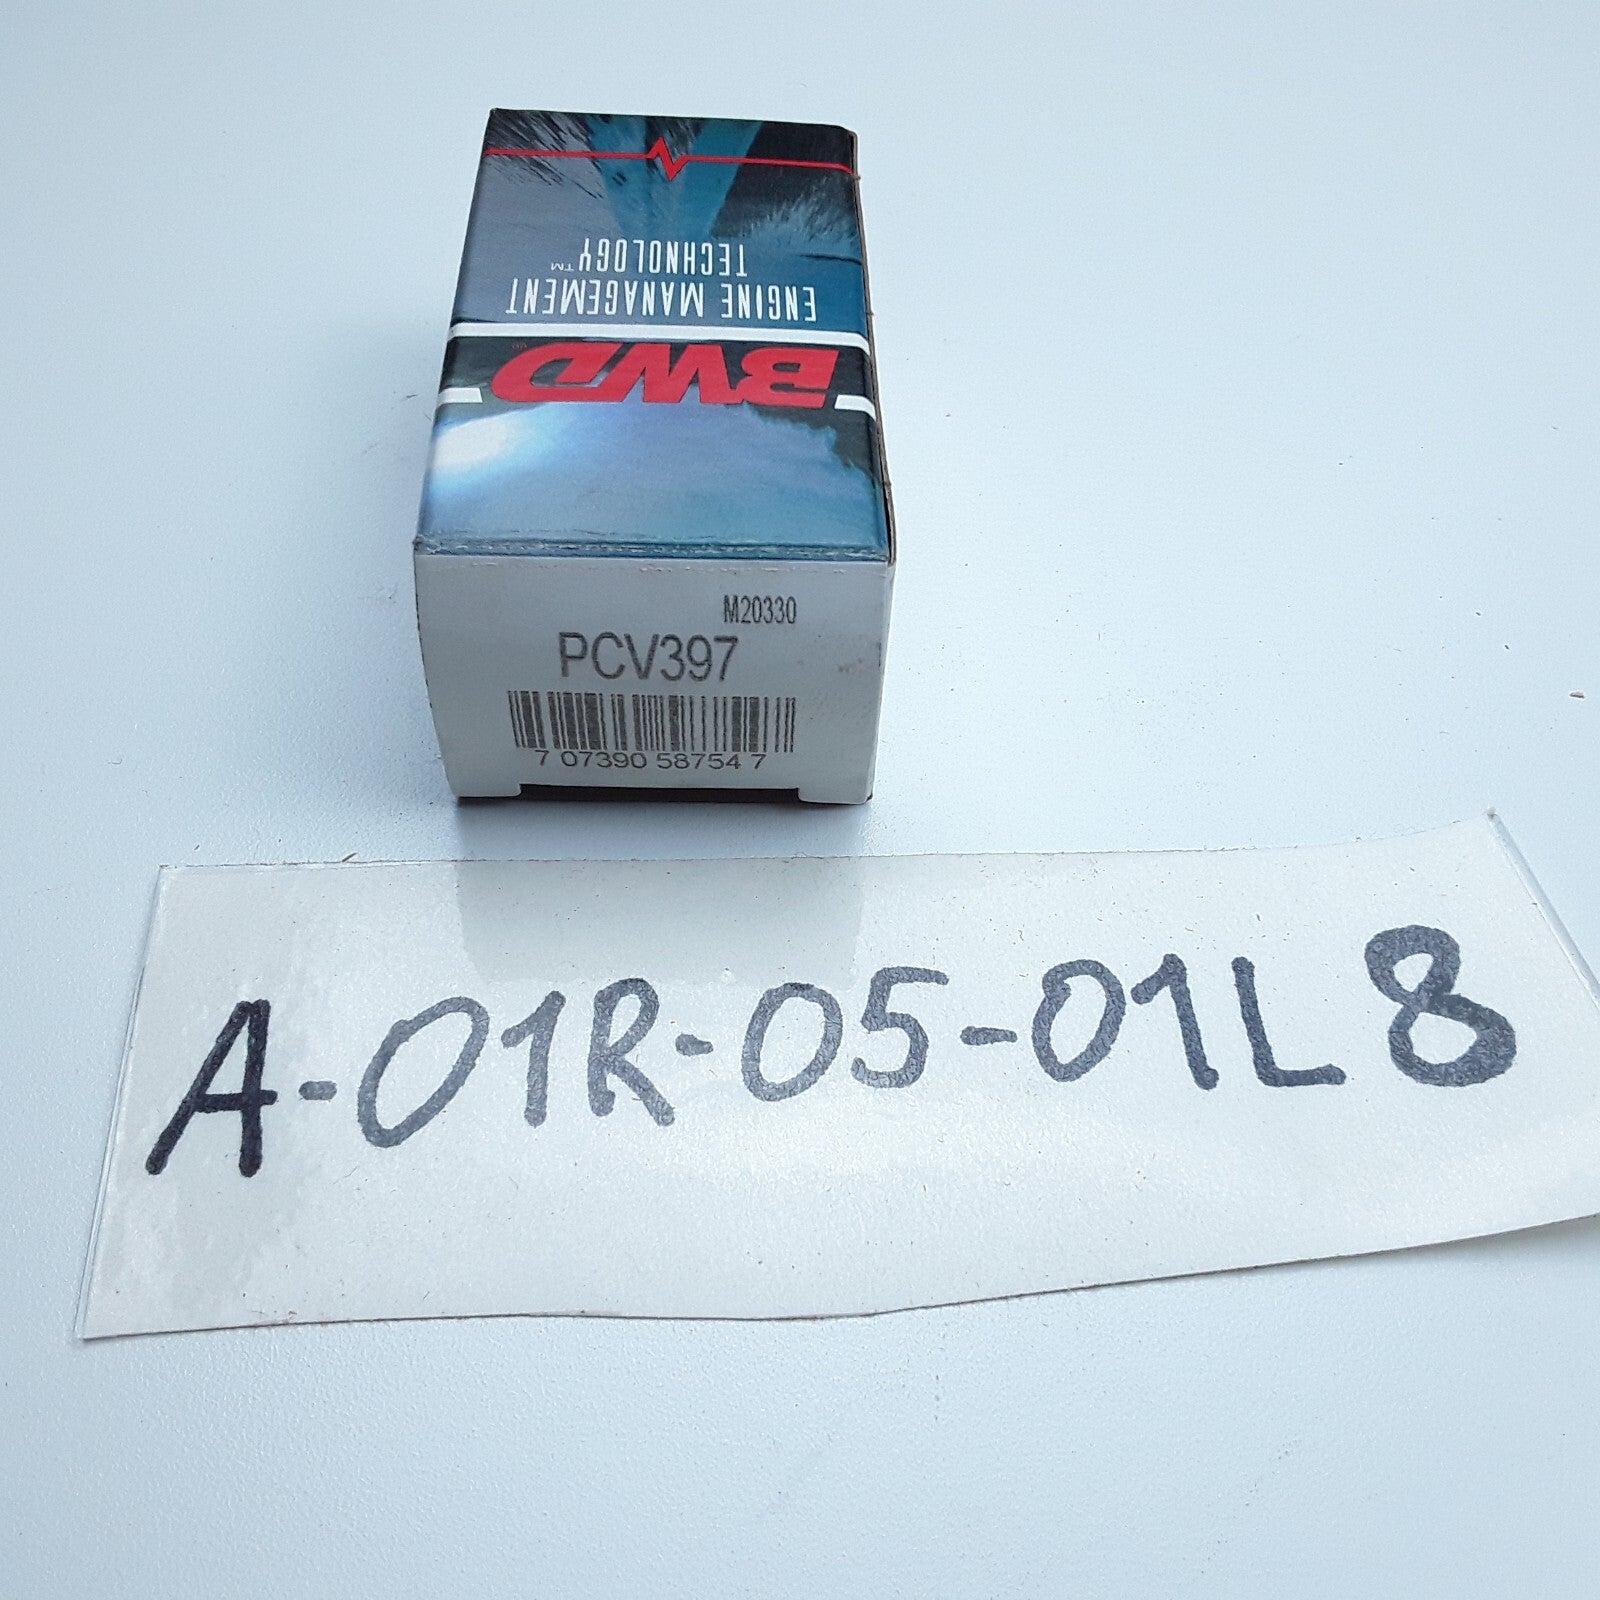 BWD
ENGINE MANAGEMENT
TECHNOLOGY™
M20330
PCV397
7 07390 58754 7
A-01R-05-01L8